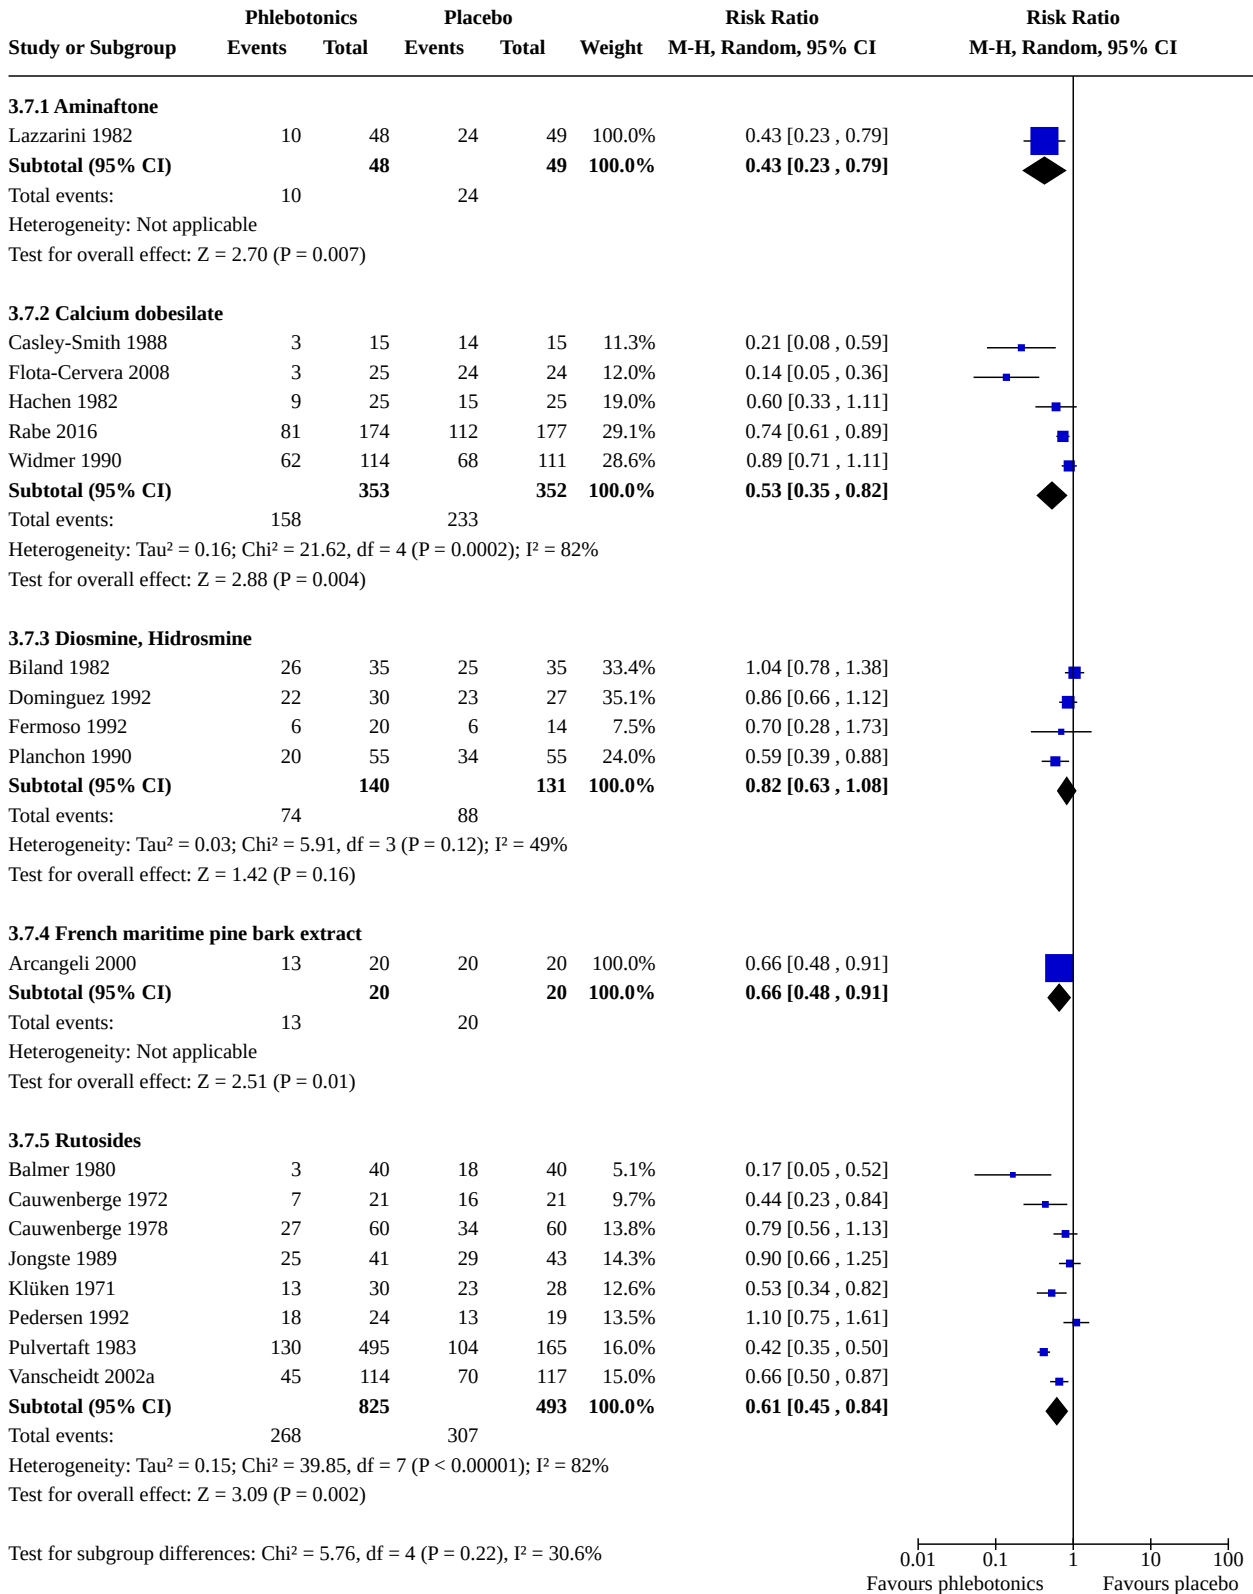 Phlebotonics Placebo Risk Ratio Risk Ratio
Study or Subgroup Events Total Events Total Weight M-H, Random, 95% CI M-H, Random, 95% CI
3.7.1 Aminaftone
Lazzarini 1982 10 48 24 49 100.0% 0.43 [0.23 , 0.79]
Subtotal (95% CI) 48 49 100.0% 0.43 [0.23 , 0.79]
Total events: 10 24
Heterogeneity: Not applicable
Test for overall effect: Z = 2.70 (P = 0.007)
3.7.2 Calcium dobesilate
Casley-Smith 1988 3 15 14 15 11.3% 0.21 [0.08 , 0.59]
Flota-Cervera 2008 3 25 24 24 12.0% 0.14 [0.05 , 0.36]
Hachen 1982 9 25 15 25 19.0% 0.60 [0.33 , 1.11]
Rabe 2016 81 174 112 177 29.1% 0.74 [0.61 , 0.89]
Widmer 1990 62 114 68 111 28.6% 0.89 [0.71 , 1.11]
Subtotal (95% CI) 353 352 100.0% 0.53 [0.35 , 0.82]
Total events: 158 233
Heterogeneity: Tau² = 0.16; Chi² = 21.62, df = 4 (P = 0.0002); I² = 82%
Test for overall effect: Z = 2.88 (P = 0.004)
3.7.3 Diosmine, Hidrosmine
Biland 1982 26 35 25 35 33.4% 1.04 [0.78 , 1.38]
Dominguez 1992 22 30 23 27 35.1% 0.86 [0.66 , 1.12]
Fermoso 1992 6 20 6 14 7.5% 0.70 [0.28 , 1.73]
Planchon 1990 20 55 34 55 24.0% 0.59 [0.39 , 0.88]
Subtotal (95% CI) 140 131 100.0% 0.82 [0.63 , 1.08]
Total events: 74 88
Heterogeneity: Tau² = 0.03; Chi² = 5.91, df = 3 (P = 0.12); I² = 49%
Test for overall effect: Z = 1.42 (P = 0.16)
3.7.4 French maritime pine bark extract
Arcangeli 2000 13 20 20 20 100.0% 0.66 [0.48 , 0.91]
Subtotal (95% CI) 20 20 100.0% 0.66 [0.48 , 0.91]
Total events: 13 20
Heterogeneity: Not applicable
Test for overall effect: Z = 2.51 (P = 0.01)
3.7.5 Rutosides
Balmer 1980 3 40 18 40 5.1% 0.17 [0.05 , 0.52]
Cauwenberge 1972 7 21 16 21 9.7% 0.44 [0.23 , 0.84]
Cauwenberge 1978 27 60 34 60 13.8% 0.79 [0.56 , 1.13]
Jongste 1989 25 41 29 43 14.3% 0.90 [0.66 , 1.25]
Klüken 1971 13 30 23 28 12.6% 0.53 [0.34 , 0.82]
Pedersen 1992 18 24 13 19 13.5% 1.10 [0.75 , 1.61]
Pulvertaft 1983 130 495 104 165 16.0% 0.42 [0.35 , 0.50]
Vanscheidt 2002a 45 114 70 117 15.0% 0.66 [0.50 , 0.87]
Subtotal (95% CI) 825 493 100.0% 0.61 [0.45 , 0.84]
Total events: 268 307
Heterogeneity: Tau² = 0.15; Chi² = 39.85, df = 7 (P < 0.00001); I² = 82%
Test for overall effect: Z = 3.09 (P = 0.002)
Test for subgroup differences: Chi² = 5.76, df = 4 (P = 0.22), I² = 30.6%
0.01 0.1 1 10 100
Favours phlebotonics Favours placebo